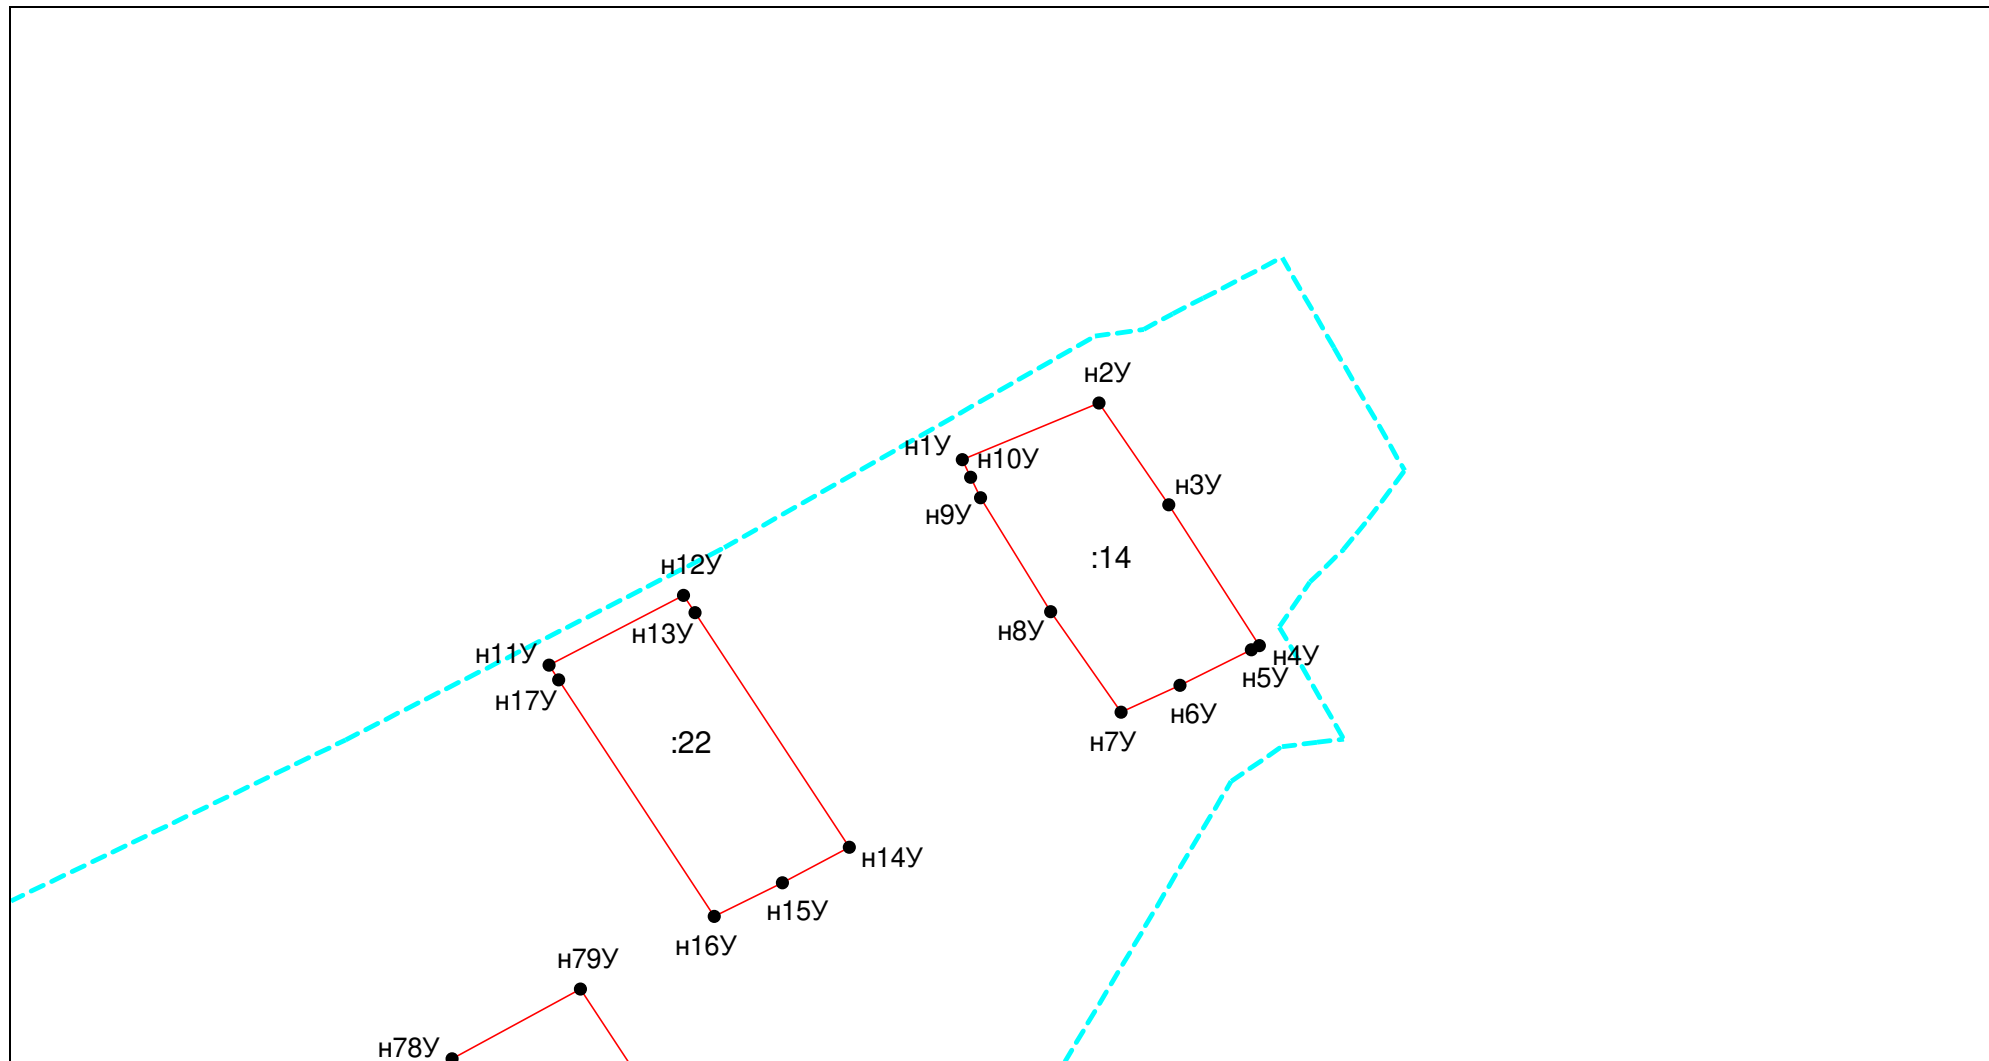 н2У
н1У
н10У
н3У
н9У
:14
н12У
н13У
н8У
н11У
н4У
н5У
н17У
н6У
н7У
:22
н14У
н15У
н16У
н79У
н78У